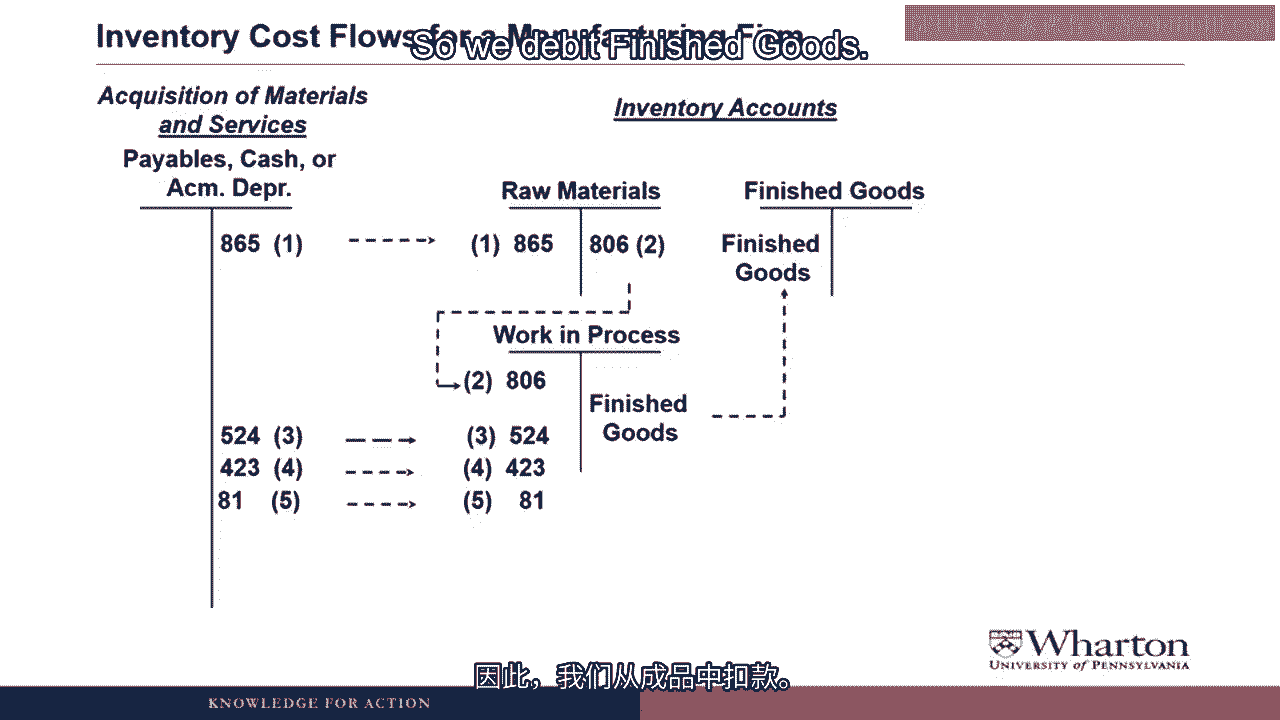 Inventory Cost Flows for a Manufacturing Firm
So we debit Finished Goods.
Acquisition of Materials
and Services
Inventory Accounts
Payables, Cash, or
Acm. Depr.
Raw Materials
Finished Goods
865 (1)
(1) 865
806 (2)
Finished
Goods
Work in Process
(2) 806
Finished
Goods
524 (3)
(3) 524
423 (4)
(4) 423
81 (5)
(5) 81
Wharton
UNIVERSITY of PENNSYLVANIA
因此，我们从成品中扣款。
KNOWLEDGE FOR ACTION